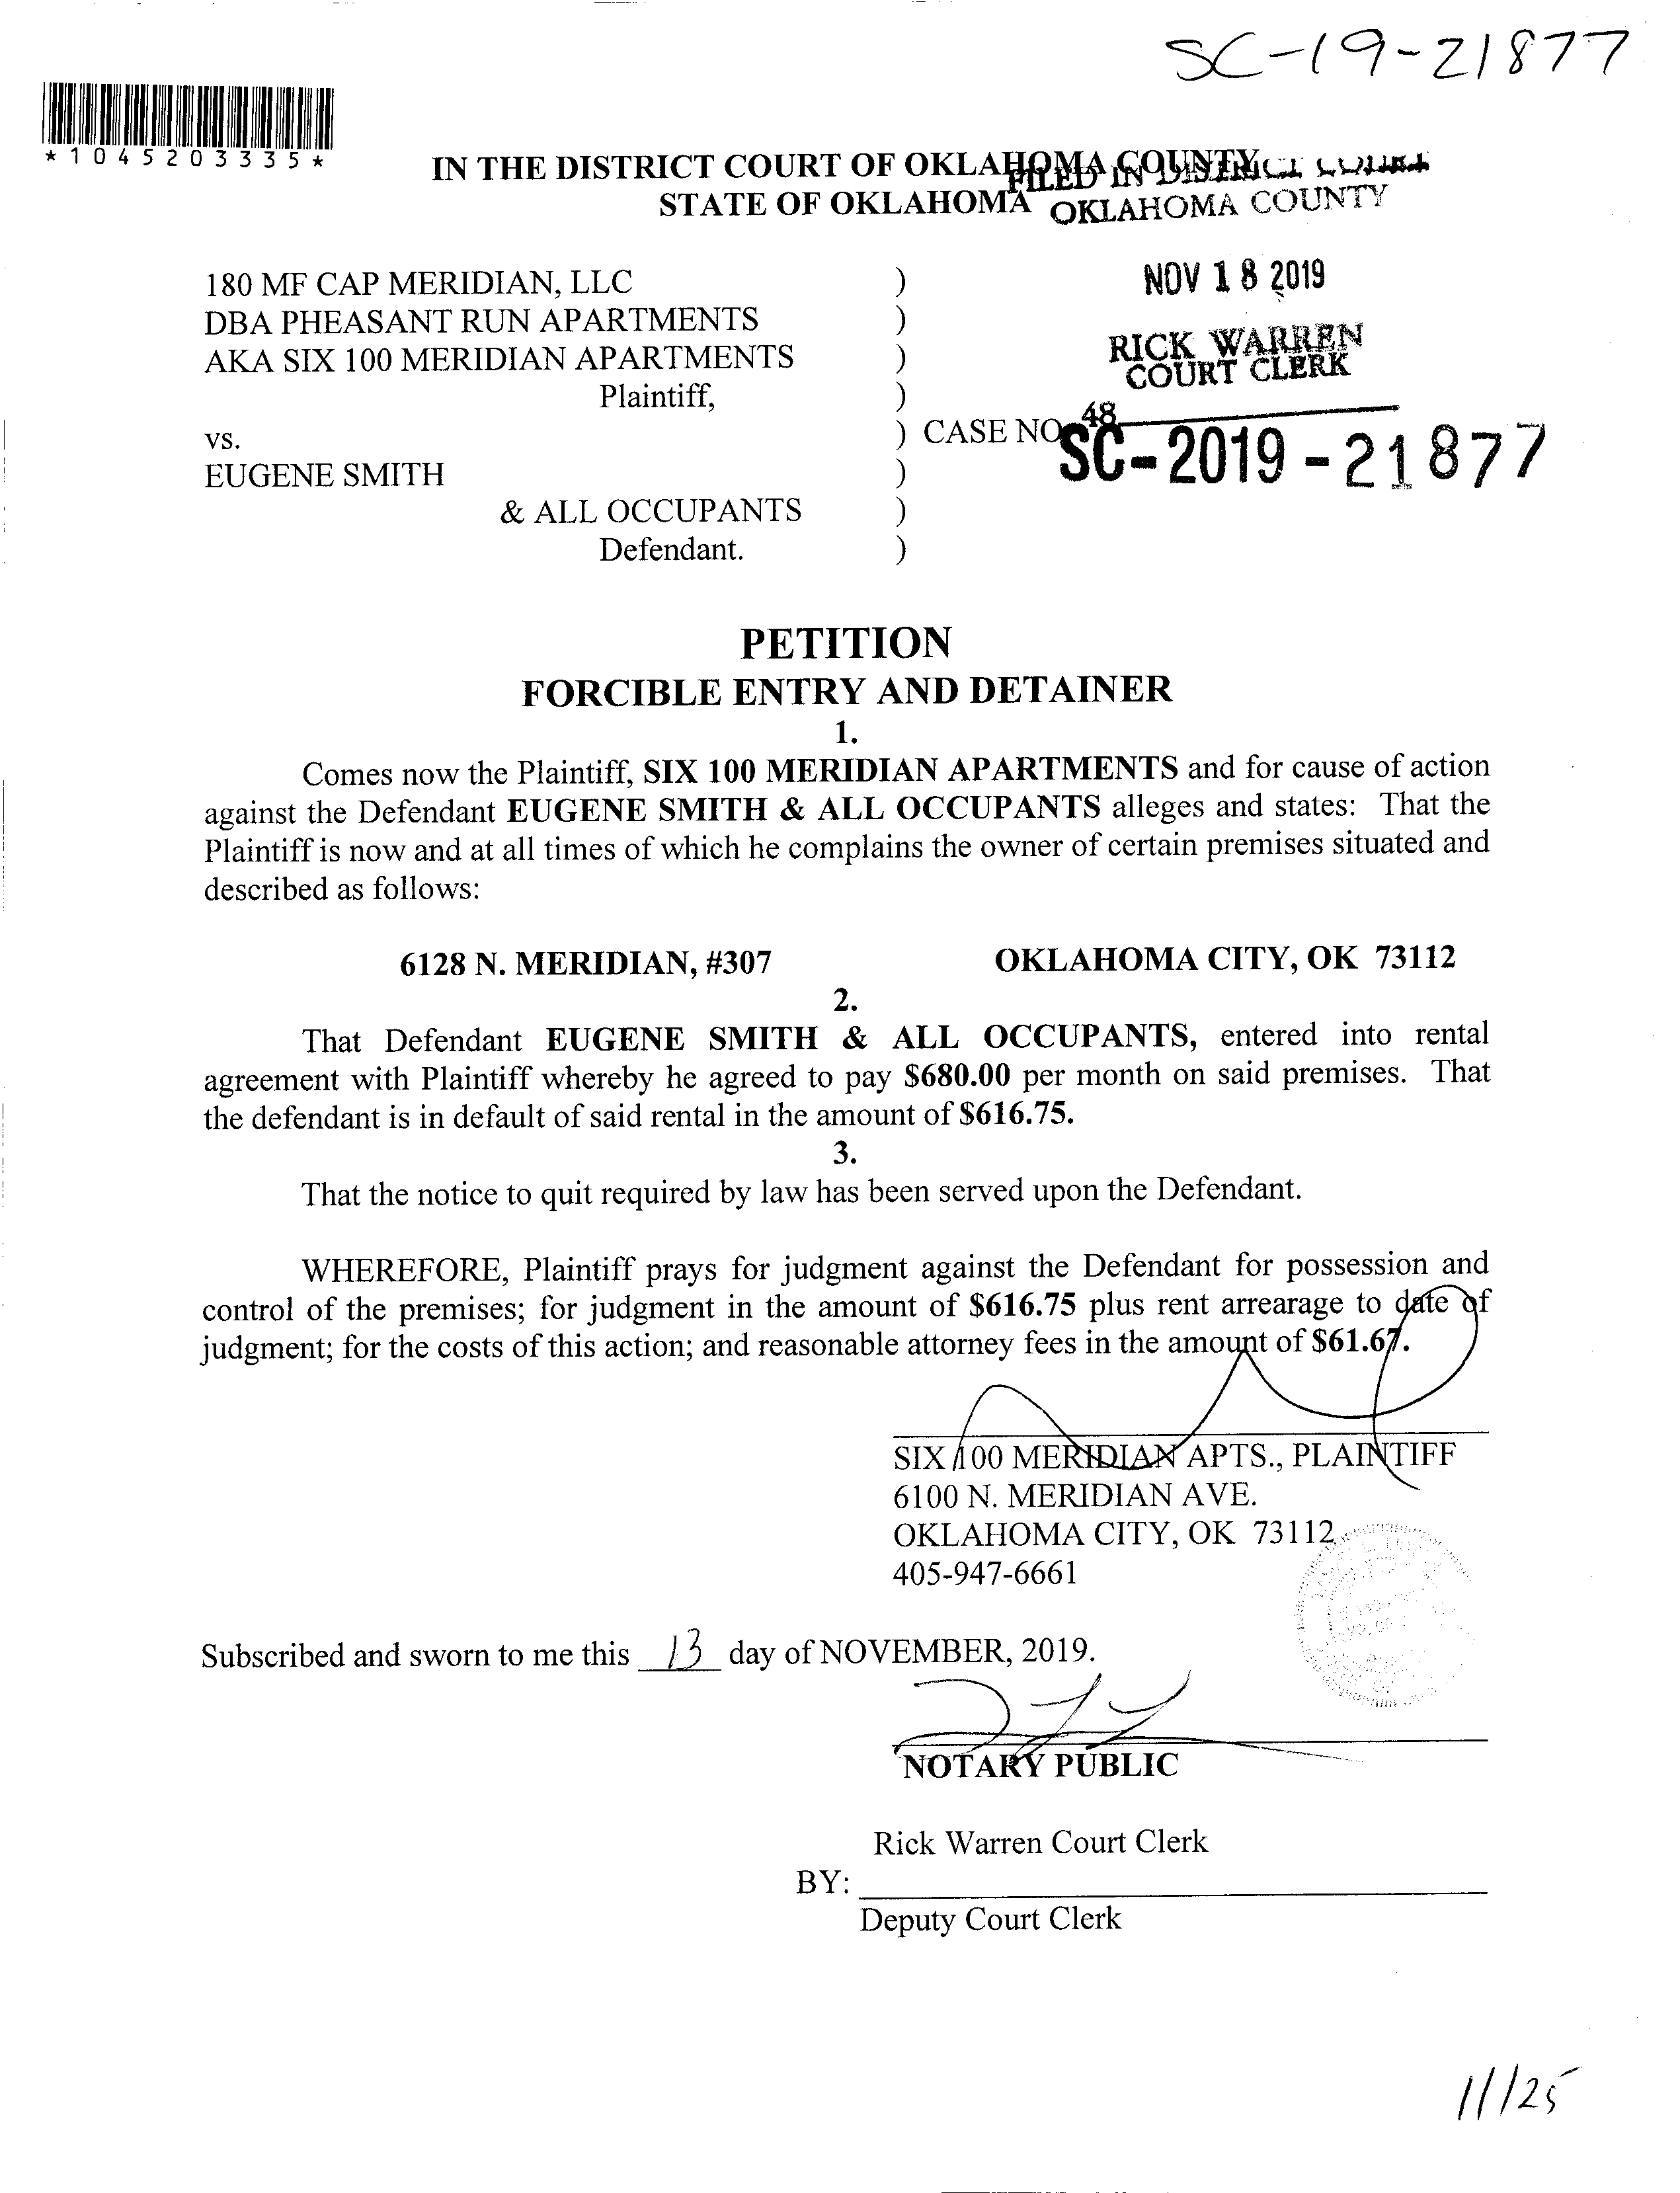 SC-19-21877
*1045203335*
IN THE DISTRICT COURT OF OKLAHOMA COUNTY
STATE OF OKLAHOMA
FILED IN DISTRICT COURT
OKLAHOMA COUNTY
NOV 18 2019
RICK WARREN
COURT CLERK
48
180 MF CAP MERIDIAN, LLC )
DBA PHEASANT RUN APARTMENTS )
AKA SIX 100 MERIDIAN APARTMENTS )
Plaintiff, )
vs. ) CASE NO SC-2019-21877
EUGENE SMITH )
& ALL OCCUPANTS )
Defendant. )
PETITION
FORCIBLE ENTRY AND DETAINER
1.
Comes now the Plaintiff, SIX 100 MERIDIAN APARTMENTS and for cause of action
against the Defendant EUGENE SMITH & ALL OCCUPANTS alleges and states: That the
Plaintiff is now and at all times of which he complains the owner of certain premises situated and
described as follows:
6128 N. MERIDIAN, #307 OKLAHOMA CITY, OK 73112
2.
That Defendant EUGENE SMITH & ALL OCCUPANTS, entered into rental
agreement with Plaintiff whereby he agreed to pay $680.00 per month on said premises. That
the defendant is in default of said rental in the amount of $616.75.
3.
That the notice to quit required by law has been served upon the Defendant.
WHEREFORE, Plaintiff prays for judgment against the Defendant for possession and
control of the premises; for judgment in the amount of $616.75 plus rent arrearage to date of
judgment; for the costs of this action; and reasonable attorney fees in the amount of $61.67.
SIX 100 MERIDIAN APTS., PLAINTIFF
6100 N. MERIDIAN AVE.
OKLAHOMA CITY, OK 73112
405-947-6661
Subscribed and sworn to me this 13 day of NOVEMBER, 2019.
NOTARY PUBLIC
Rick Warren Court Clerk
BY:
Deputy Court Clerk
11/25